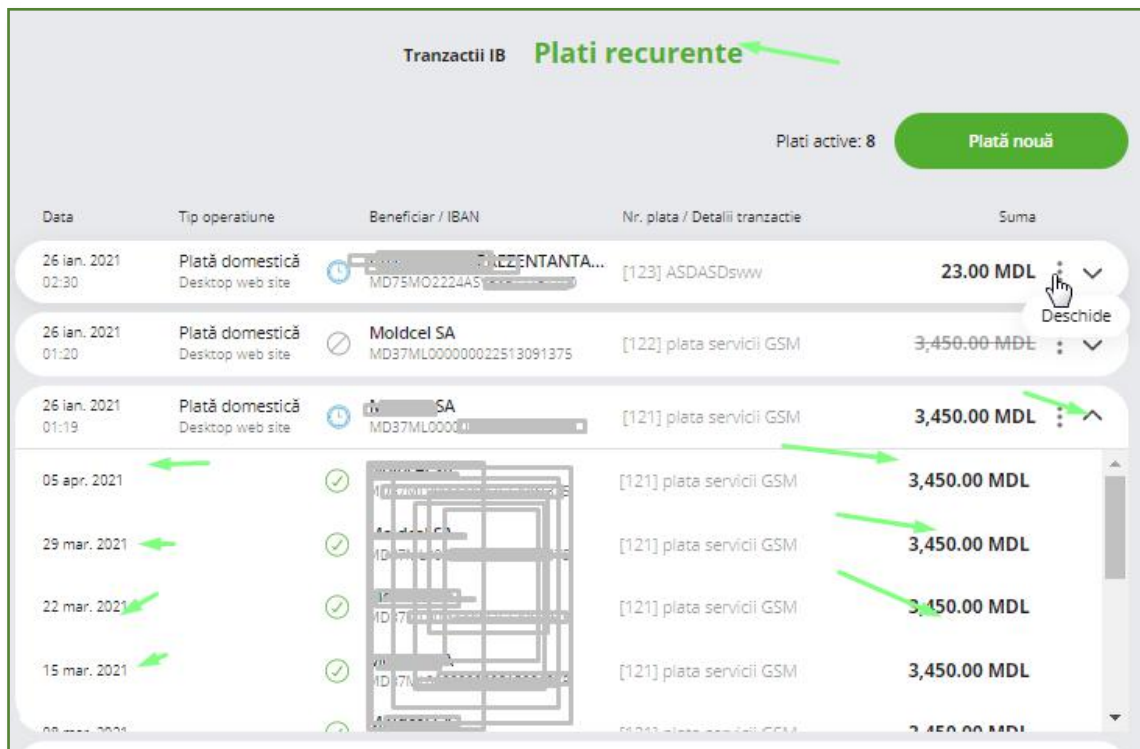 Tranzactii IB Plati recurente
Plati active: 8 Plată nouă
Data Tip operatiune Beneficiar / IBAN Nr. plata / Detalii tranzactie Suma
26 ian. 2021 Plată domestică [123] ASDASDsww 23.00 MDL
02:30 Desktop web site MD75MO2224AS
Deschide
26 ian. 2021 Plată domestică Moldcel SA [122] plata servicii GSM 3,450.00 MDL
01:20 Desktop web site MD37ML000000022513091375
26 ian. 2021 Plată domestică SA [121] plata servicii GSM 3,450.00 MDL
01:19 Desktop web site MD37ML0000
05 apr. 2021 [121] plata servicii GSM 3,450.00 MDL
29 mar. 2021 [121] plata servicii GSM 3,450.00 MDL
22 mar. 2021 [121] plata servicii GSM 3,450.00 MDL
15 mar. 2021 [121] plata servicii GSM 3,450.00 MDL